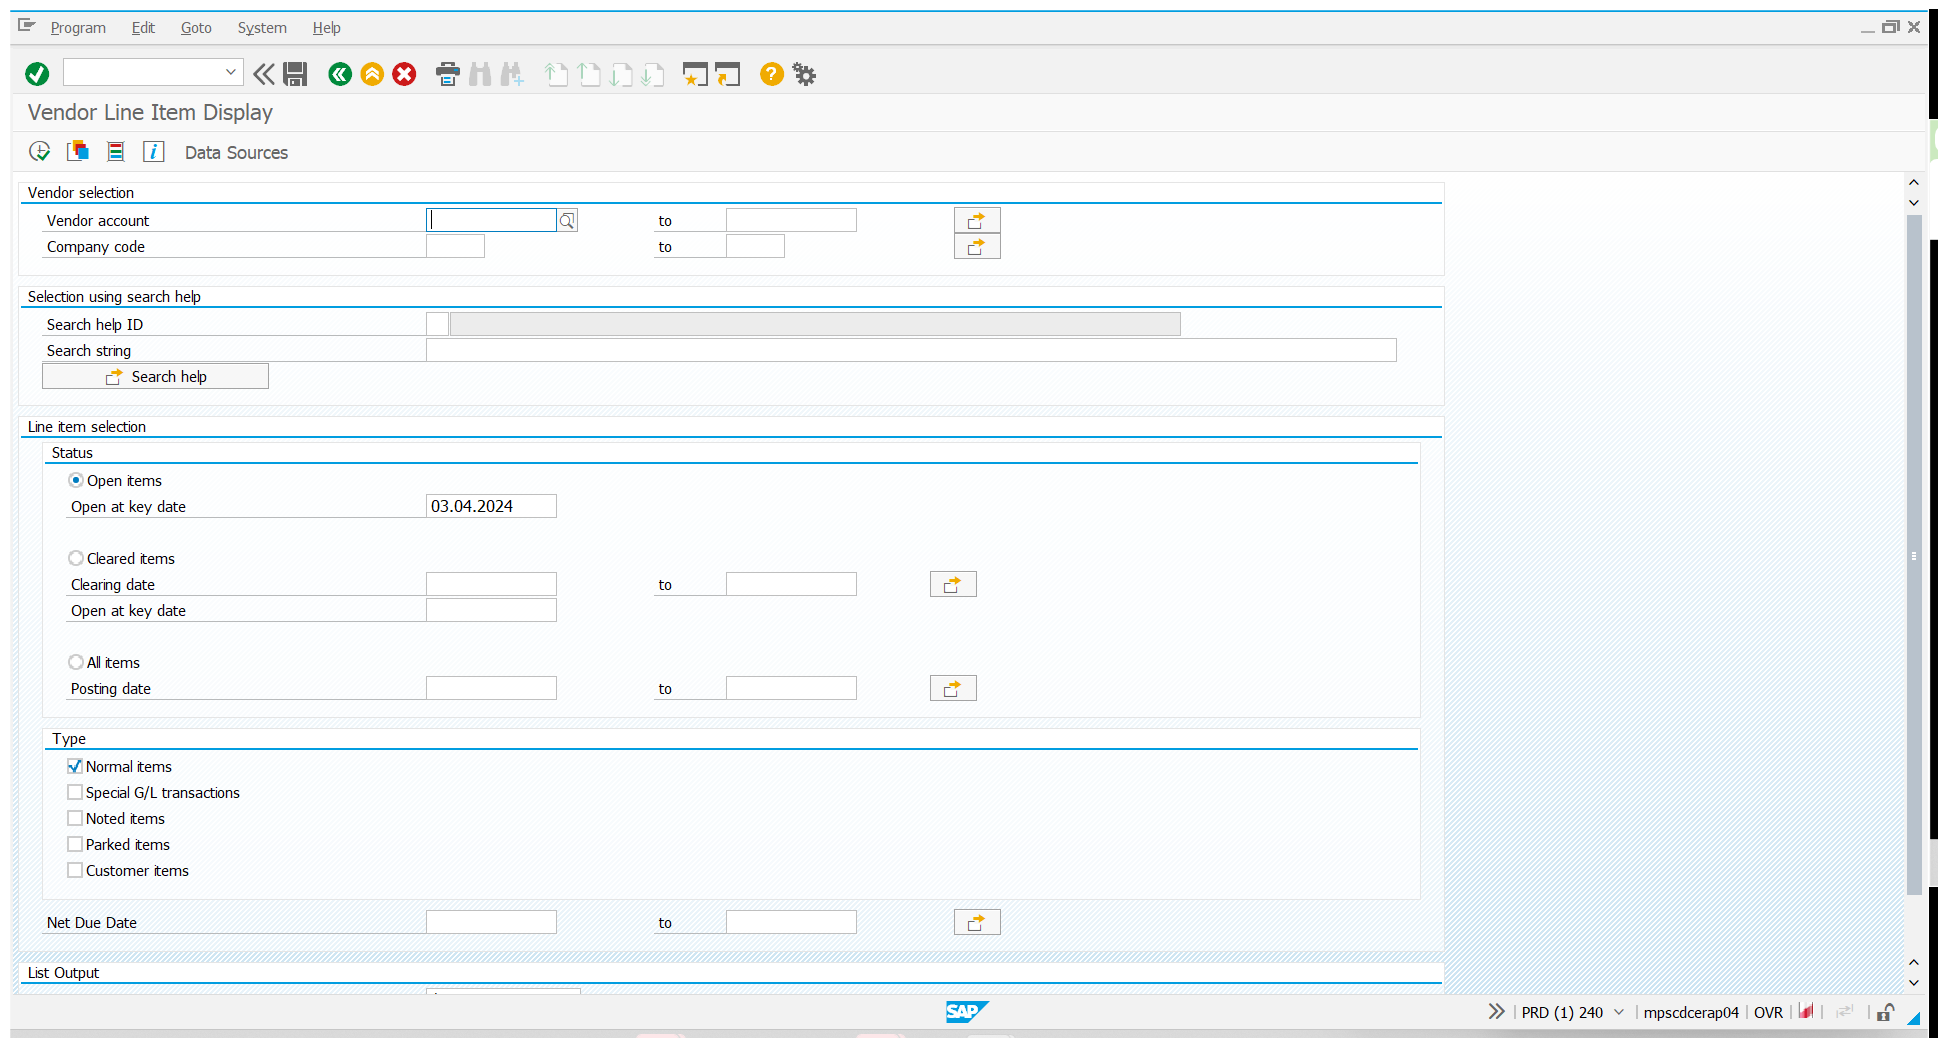 Program Edit Goto System Help
Vendor Line Item Display
Data Sources
Vendor selection
Vendor account to
Company code to
Selection using search help
Search help ID
Search string
Search help
Line item selection
Status
Open items
Open at key date 03.04.2024
Cleared items
Clearing date to
Open at key date
All items
Posting date to
Type
Normal items
Special G/L transactions
Noted items
Parked items
Customer items
Net Due Date to
List Output
SAP PRD (1) 240 mpscdcerap04 OVR